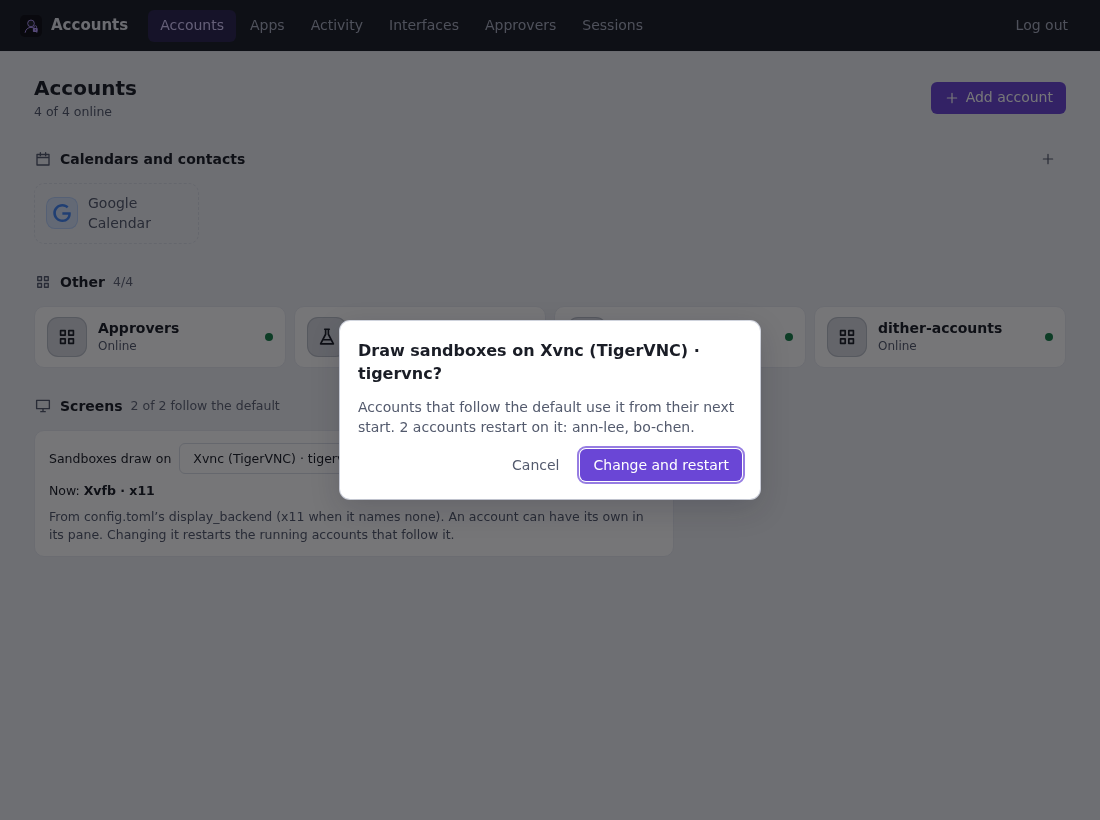 Accounts
Accounts
Apps
Activity
Interfaces
Approvers
Sessions
Log out
Accounts
4 of 4 online
Add account
Calendars and contacts
Google
Calendar
Other 4/4
Approvers
Online
dither-accounts
Online
Draw sandboxes on Xvnc (TigerVNC) ·
tigervnc?
Accounts that follow the default use it from their next
start. 2 accounts restart on it: ann-lee, bo-chen.
Cancel
Change and restart
Screens 2 of 2 follow the default
Sandboxes draw on
Xvnc (TigerVNC) ·
Now: Xvfb · x11
From config.toml’s display_backend (x11 when it names none). An account can have its own in
its pane. Changing it restarts the running accounts that follow it.